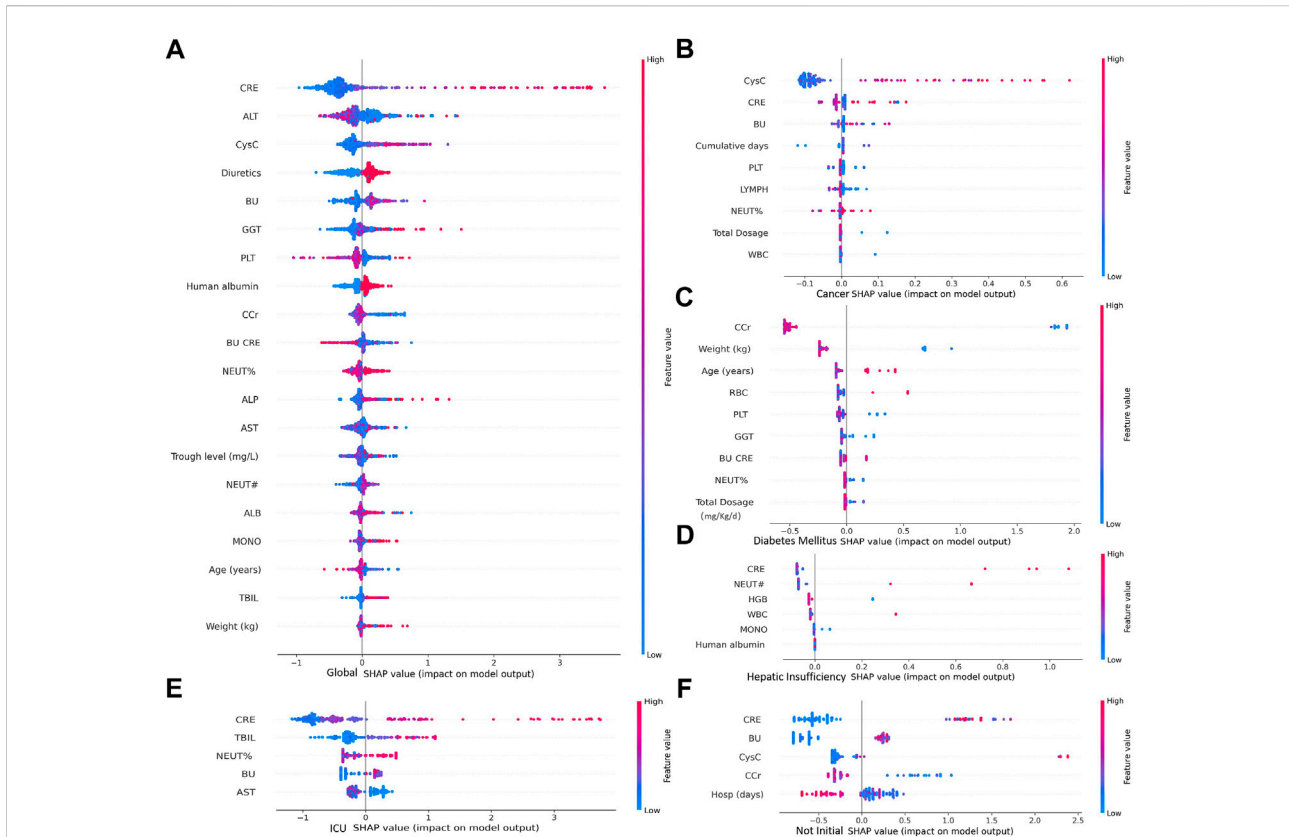 A
High
CRE
ALT
CysC
Diuretics
BU
GGT
PLT
Human albumin
CCr
BU CRE
NEUT%
ALP
AST
Trough level (mg/L)
NEUT#
ALB
MONO
Age (years)
TBIL
Weight (kg)
Feature value
Low
−1 0 1 2 3
Global SHAP value (impact on model output)
B
High
CysC
CRE
BU
Cumulative days
PLT
LYMPH
NEUT%
Total Dosage
WBC
Feature value
Low
−0.1 0.0 0.1 0.2 0.3 0.4 0.5 0.6
Cancer SHAP value (impact on model output)
C
High
CCr
Weight (kg)
Age (years)
RBC
PLT
GGT
BU CRE
NEUT%
Total Dosage
(mg/Kg/d)
Feature value
Low
−0.5 0.0 0.5 1.0 1.5 2.0
Diabetes Mellitus SHAP value (impact on model output)
D
High
CRE
NEUT#
HGB
WBC
MONO
Human albumin
Feature value
Low
0.0 0.2 0.4 0.6 0.8 1.0
Hepatic Insufficiency SHAP value (impact on model output)
E
High
CRE
TBIL
NEUT%
BU
AST
Feature value
Low
−1 0 1 2 3
ICU SHAP value (impact on model output)
F
High
CRE
BU
CysC
CCr
Hosp (days)
Feature value
Low
−0.5 0.0 0.5 1.0 1.5 2.0 2.5
Not Initial SHAP value (impact on model output)